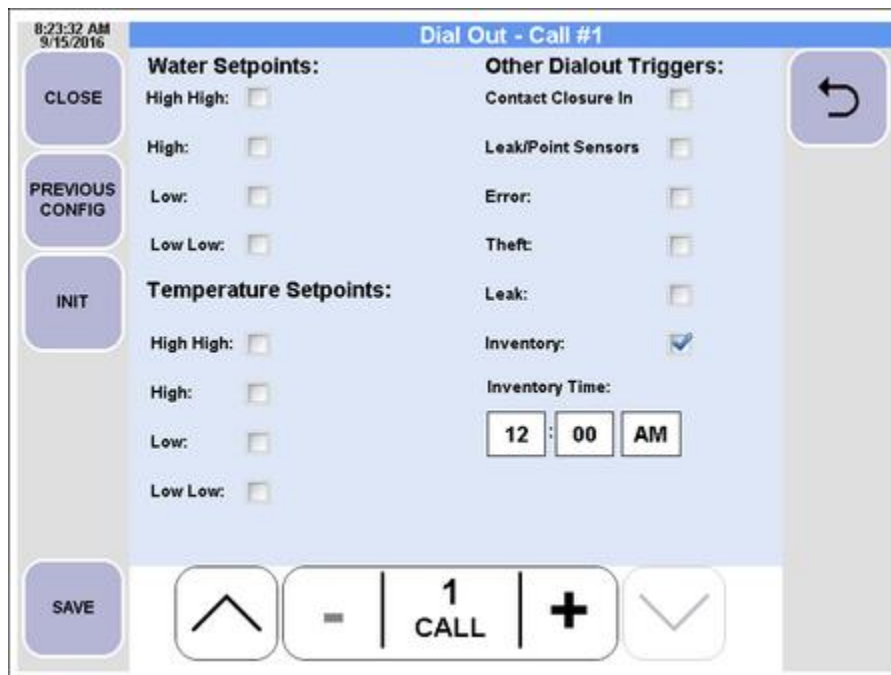 8:23:32 AM
9/15/2016
Dial Out - Call #1
CLOSE
PREVIOUS
CONFIG
INIT
SAVE
Water Setpoints:
High High:
High:
Low:
Low Low:
Temperature Setpoints:
High High:
High:
Low:
Low Low:
Other Dialout Triggers:
Contact Closure In
Leak/Point Sensors
Error:
Theft:
Leak:
Inventory:
Inventory Time:
12 : 00 AM
- 1 +
CALL